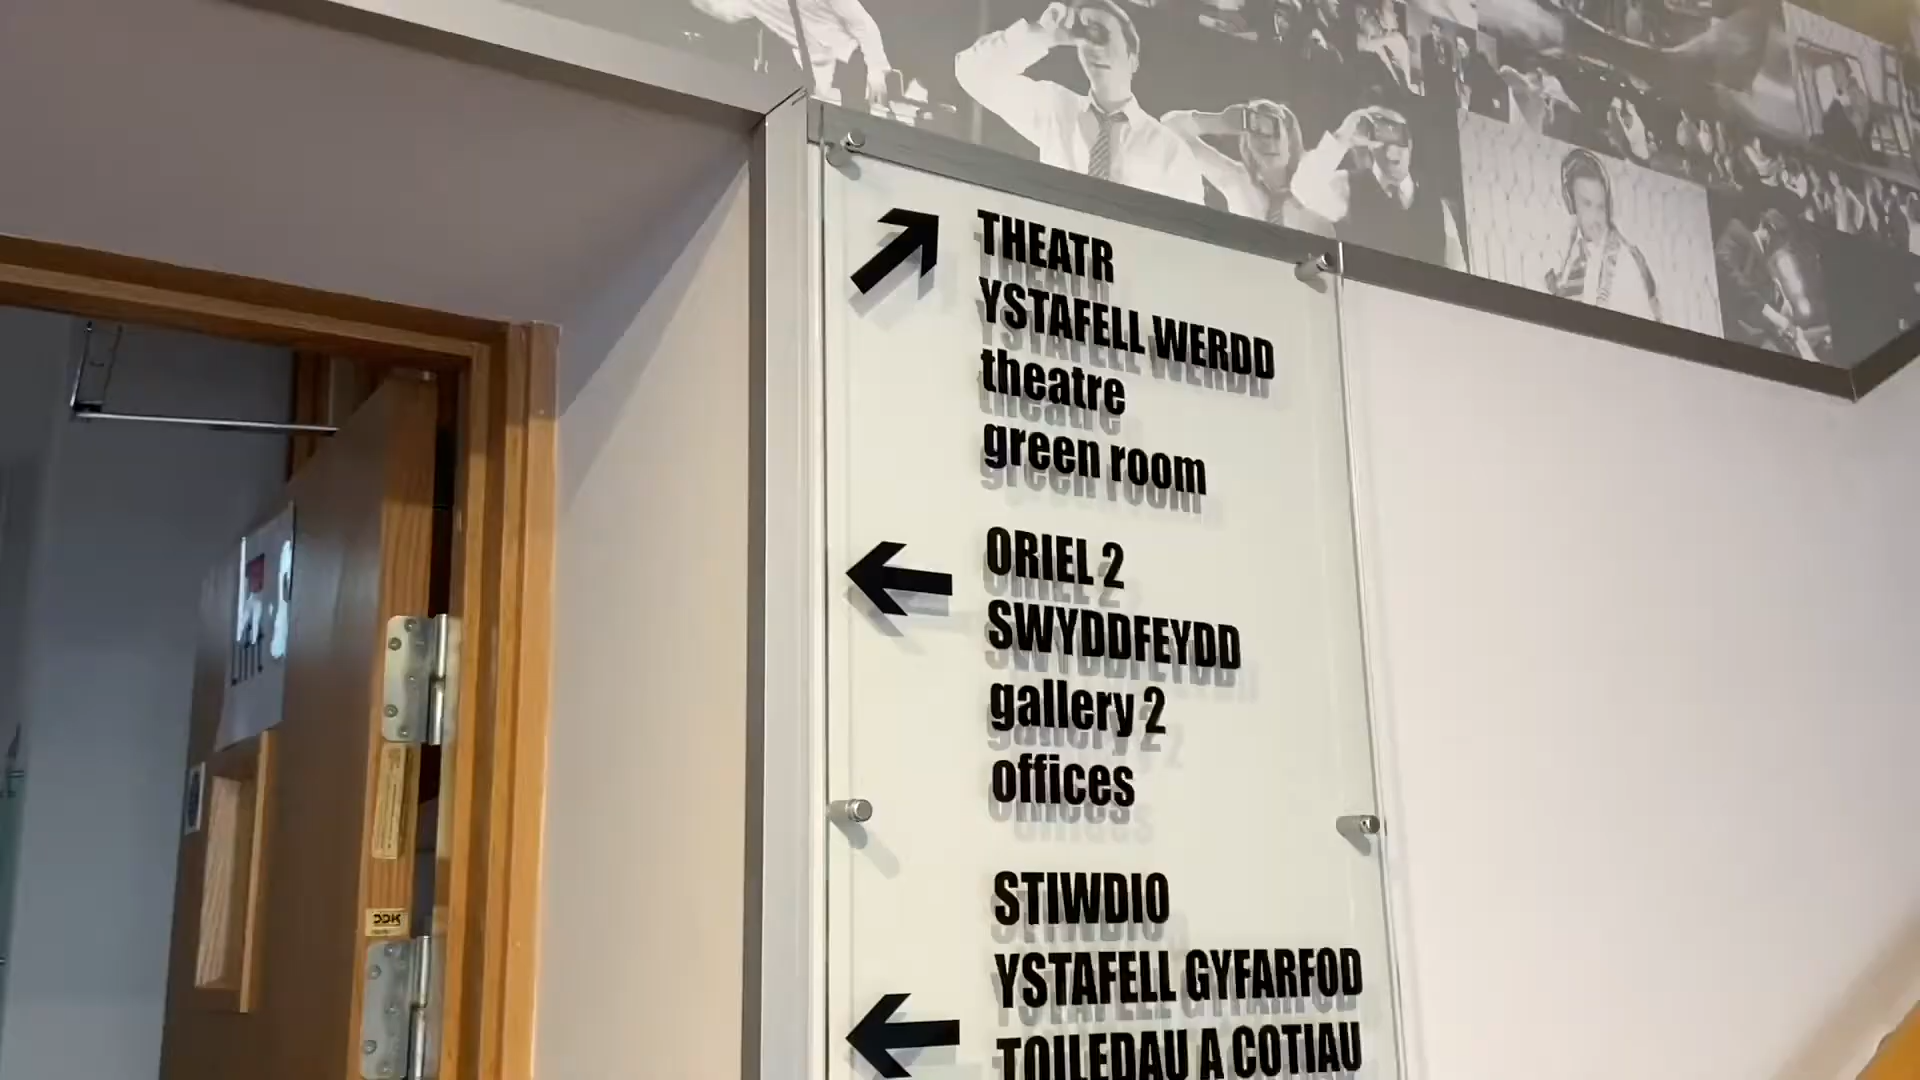 THEATR
YSTAFELL WERDD
theatre
green room
ORIEL 2
SWYDDFEYDD
gallery 2
offices
STIWDIO
YSTAFELL GYFARFOD
TOILEDAU A COTIAU